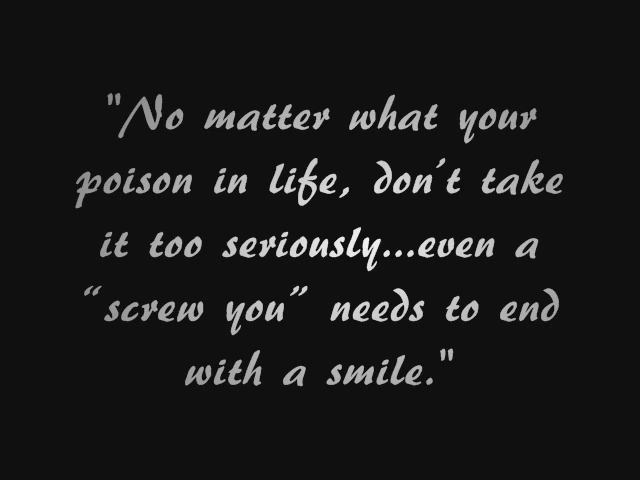 "No matter what your
poison in life, don't take
it too seriously...even a
“screw you” needs to end
with a smile."